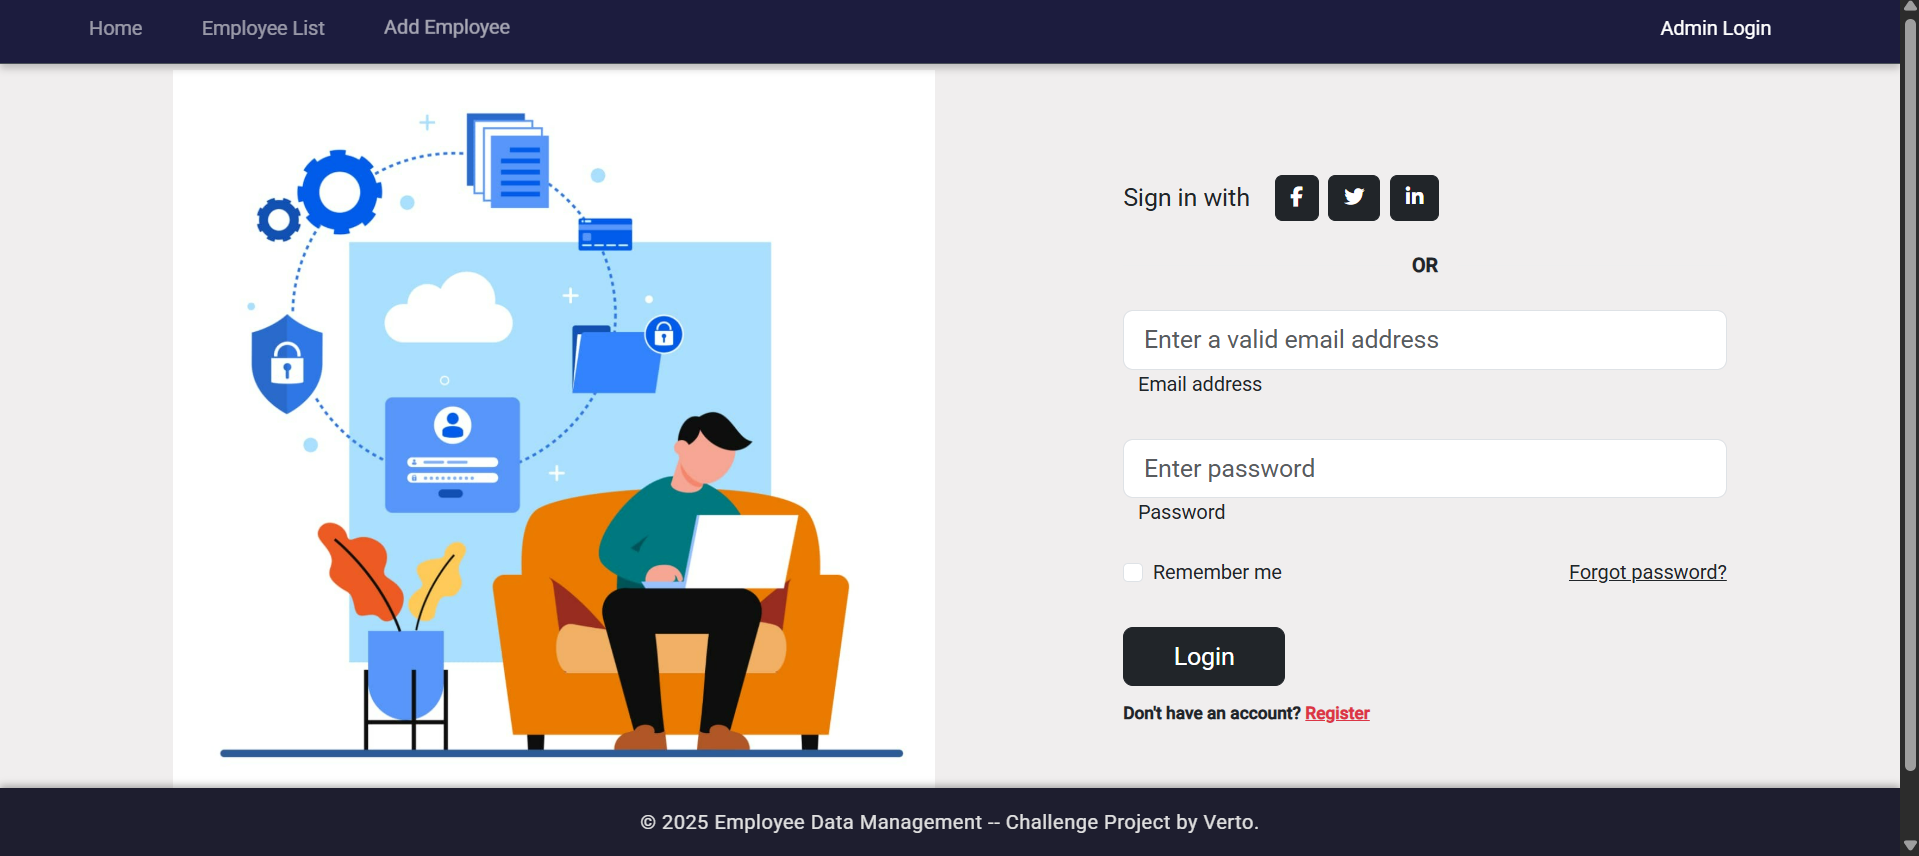 Home Employee List Add Employee Admin Login
Sign in with
OR
Enter a valid email address
Email address
Enter password
Password
Remember me Forgot password?
Login
Don't have an account? Register
© 2025 Employee Data Management -- Challenge Project by Verto.